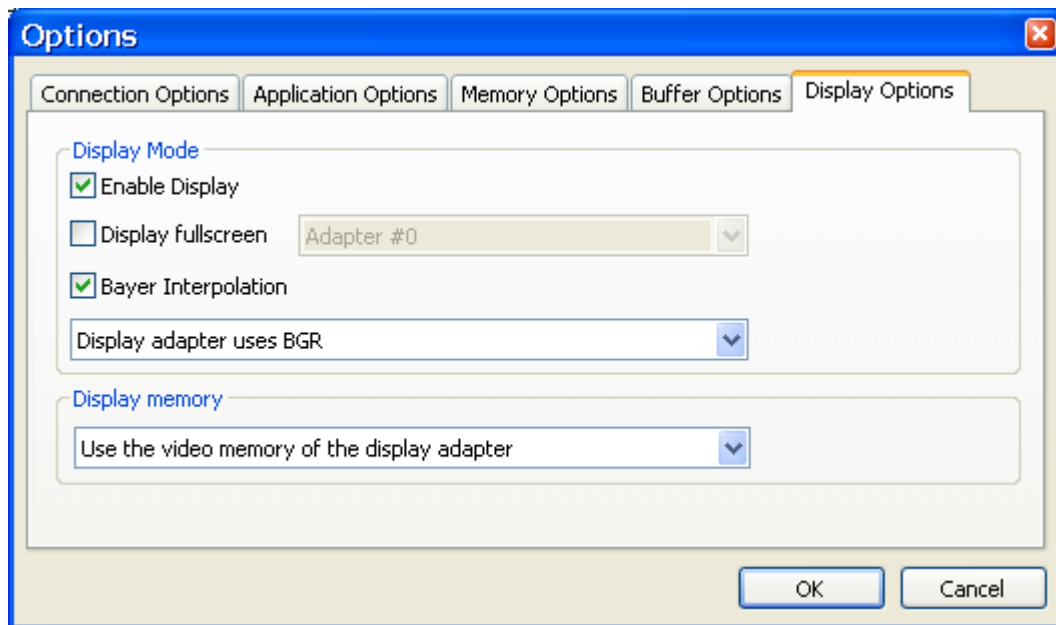 Options
Connection Options Application Options Memory Options Buffer Options Display Options
Display Mode
Enable Display
Display fullscreen Adapter #0
Bayer Interpolation
Display adapter uses BGR
Display memory
Use the video memory of the display adapter
OK Cancel